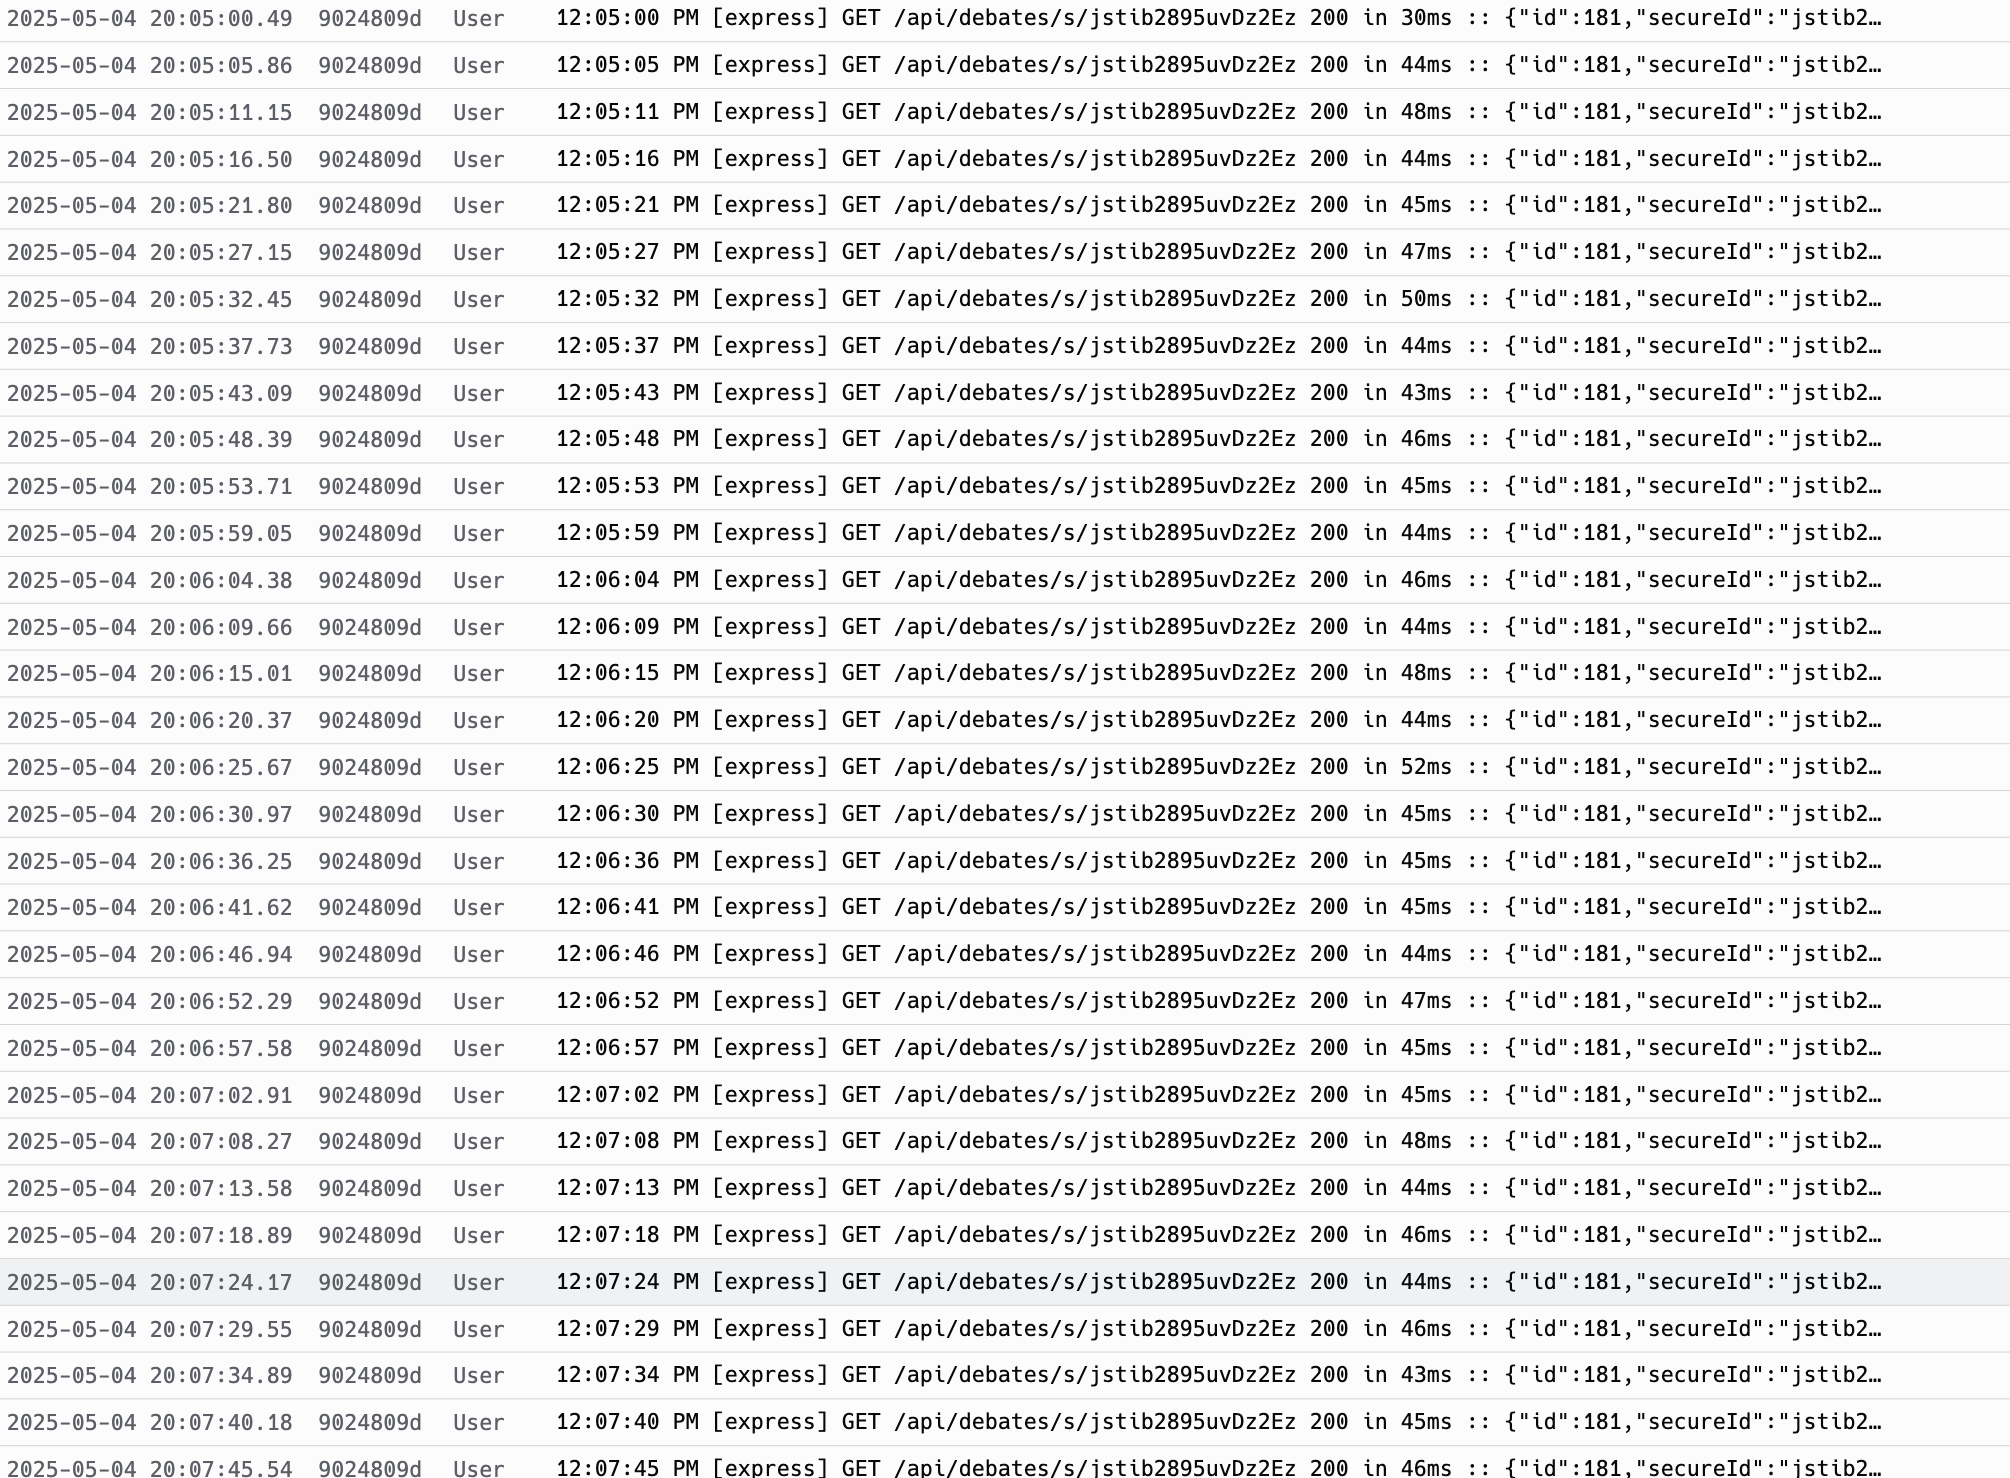 2025-05-04 20:05:00.49 9024809d User 12:05:00 PM [express] GET /api/debates/s/jstib2895uvDz2Ez 200 in 30ms :: {"id":181,"secureId":"jstib2…
2025-05-04 20:05:05.86 9024809d User 12:05:05 PM [express] GET /api/debates/s/jstib2895uvDz2Ez 200 in 44ms :: {"id":181,"secureId":"jstib2…
2025-05-04 20:05:11.15 9024809d User 12:05:11 PM [express] GET /api/debates/s/jstib2895uvDz2Ez 200 in 48ms :: {"id":181,"secureId":"jstib2…
2025-05-04 20:05:16.50 9024809d User 12:05:16 PM [express] GET /api/debates/s/jstib2895uvDz2Ez 200 in 44ms :: {"id":181,"secureId":"jstib2…
2025-05-04 20:05:21.80 9024809d User 12:05:21 PM [express] GET /api/debates/s/jstib2895uvDz2Ez 200 in 45ms :: {"id":181,"secureId":"jstib2…
2025-05-04 20:05:27.15 9024809d User 12:05:27 PM [express] GET /api/debates/s/jstib2895uvDz2Ez 200 in 47ms :: {"id":181,"secureId":"jstib2…
2025-05-04 20:05:32.45 9024809d User 12:05:32 PM [express] GET /api/debates/s/jstib2895uvDz2Ez 200 in 50ms :: {"id":181,"secureId":"jstib2…
2025-05-04 20:05:37.73 9024809d User 12:05:37 PM [express] GET /api/debates/s/jstib2895uvDz2Ez 200 in 44ms :: {"id":181,"secureId":"jstib2…
2025-05-04 20:05:43.09 9024809d User 12:05:43 PM [express] GET /api/debates/s/jstib2895uvDz2Ez 200 in 43ms :: {"id":181,"secureId":"jstib2…
2025-05-04 20:05:48.39 9024809d User 12:05:48 PM [express] GET /api/debates/s/jstib2895uvDz2Ez 200 in 46ms :: {"id":181,"secureId":"jstib2…
2025-05-04 20:05:53.71 9024809d User 12:05:53 PM [express] GET /api/debates/s/jstib2895uvDz2Ez 200 in 45ms :: {"id":181,"secureId":"jstib2…
2025-05-04 20:05:59.05 9024809d User 12:05:59 PM [express] GET /api/debates/s/jstib2895uvDz2Ez 200 in 44ms :: {"id":181,"secureId":"jstib2…
2025-05-04 20:06:04.38 9024809d User 12:06:04 PM [express] GET /api/debates/s/jstib2895uvDz2Ez 200 in 46ms :: {"id":181,"secureId":"jstib2…
2025-05-04 20:06:09.66 9024809d User 12:06:09 PM [express] GET /api/debates/s/jstib2895uvDz2Ez 200 in 44ms :: {"id":181,"secureId":"jstib2…
2025-05-04 20:06:15.01 9024809d User 12:06:15 PM [express] GET /api/debates/s/jstib2895uvDz2Ez 200 in 48ms :: {"id":181,"secureId":"jstib2…
2025-05-04 20:06:20.37 9024809d User 12:06:20 PM [express] GET /api/debates/s/jstib2895uvDz2Ez 200 in 44ms :: {"id":181,"secureId":"jstib2…
2025-05-04 20:06:25.67 9024809d User 12:06:25 PM [express] GET /api/debates/s/jstib2895uvDz2Ez 200 in 52ms :: {"id":181,"secureId":"jstib2…
2025-05-04 20:06:30.97 9024809d User 12:06:30 PM [express] GET /api/debates/s/jstib2895uvDz2Ez 200 in 45ms :: {"id":181,"secureId":"jstib2…
2025-05-04 20:06:36.25 9024809d User 12:06:36 PM [express] GET /api/debates/s/jstib2895uvDz2Ez 200 in 45ms :: {"id":181,"secureId":"jstib2…
2025-05-04 20:06:41.62 9024809d User 12:06:41 PM [express] GET /api/debates/s/jstib2895uvDz2Ez 200 in 45ms :: {"id":181,"secureId":"jstib2…
2025-05-04 20:06:46.94 9024809d User 12:06:46 PM [express] GET /api/debates/s/jstib2895uvDz2Ez 200 in 44ms :: {"id":181,"secureId":"jstib2…
2025-05-04 20:06:52.29 9024809d User 12:06:52 PM [express] GET /api/debates/s/jstib2895uvDz2Ez 200 in 47ms :: {"id":181,"secureId":"jstib2…
2025-05-04 20:06:57.58 9024809d User 12:06:57 PM [express] GET /api/debates/s/jstib2895uvDz2Ez 200 in 45ms :: {"id":181,"secureId":"jstib2…
2025-05-04 20:07:02.91 9024809d User 12:07:02 PM [express] GET /api/debates/s/jstib2895uvDz2Ez 200 in 45ms :: {"id":181,"secureId":"jstib2…
2025-05-04 20:07:08.27 9024809d User 12:07:08 PM [express] GET /api/debates/s/jstib2895uvDz2Ez 200 in 48ms :: {"id":181,"secureId":"jstib2…
2025-05-04 20:07:13.58 9024809d User 12:07:13 PM [express] GET /api/debates/s/jstib2895uvDz2Ez 200 in 44ms :: {"id":181,"secureId":"jstib2…
2025-05-04 20:07:18.89 9024809d User 12:07:18 PM [express] GET /api/debates/s/jstib2895uvDz2Ez 200 in 46ms :: {"id":181,"secureId":"jstib2…
2025-05-04 20:07:24.17 9024809d User 12:07:24 PM [express] GET /api/debates/s/jstib2895uvDz2Ez 200 in 44ms :: {"id":181,"secureId":"jstib2…
2025-05-04 20:07:29.55 9024809d User 12:07:29 PM [express] GET /api/debates/s/jstib2895uvDz2Ez 200 in 46ms :: {"id":181,"secureId":"jstib2…
2025-05-04 20:07:34.89 9024809d User 12:07:34 PM [express] GET /api/debates/s/jstib2895uvDz2Ez 200 in 43ms :: {"id":181,"secureId":"jstib2…
2025-05-04 20:07:40.18 9024809d User 12:07:40 PM [express] GET /api/debates/s/jstib2895uvDz2Ez 200 in 45ms :: {"id":181,"secureId":"jstib2…
2025-05-04 20:07:45.54 9024809d User 12:07:45 PM [express] GET /api/debates/s/jstib2895uvDz2Ez 200 in 46ms :: {"id":181,"secureId":"jstib2…